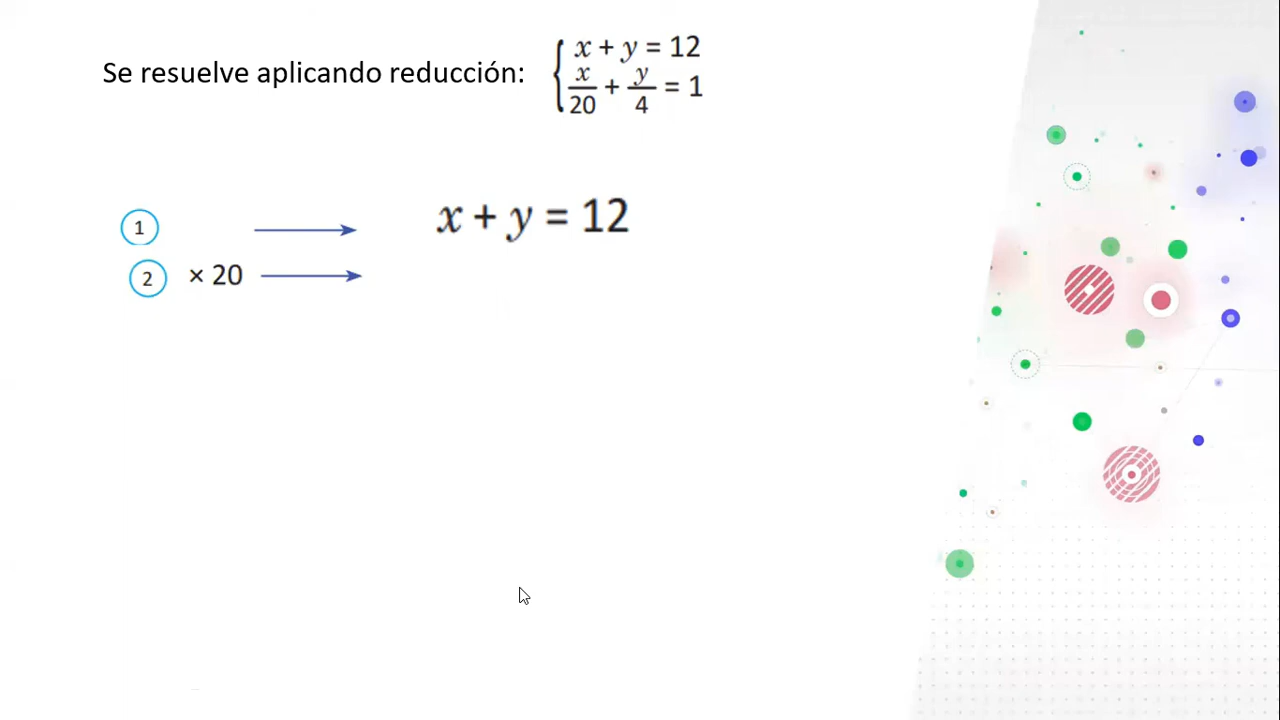 Se resuelve aplicando reducción: { x + y = 12
x/20 + y/4 = 1
1 x + y = 12
2 × 20